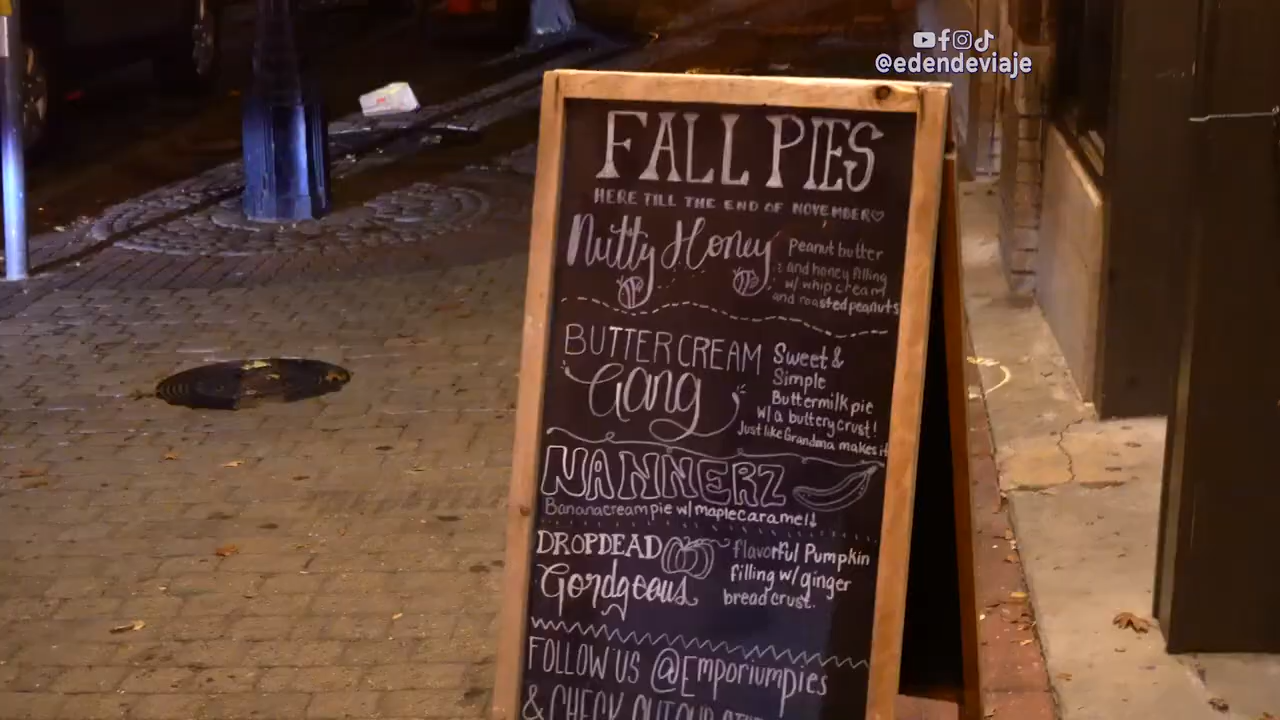 @edendeviaje
FALL PIES
HERE TILL THE END OF NOVEMBER♡
Nutty Honey
Peanut butter
and honey filling
w/ whip cream
and roasted peanuts
BUTTERCREAM
Gang
Sweet &
Simple
Buttermilk pie
w/ a buttery crust!
Just like Grandma makes it
NANNERZ
Banana cream pie w/ maple caramel
DROPDEAD
Gordgeous
flavorful Pumpkin
filling w/ ginger
bread crust.
FOLLOW US @Emporiumpies
& CHECK OUT OUR